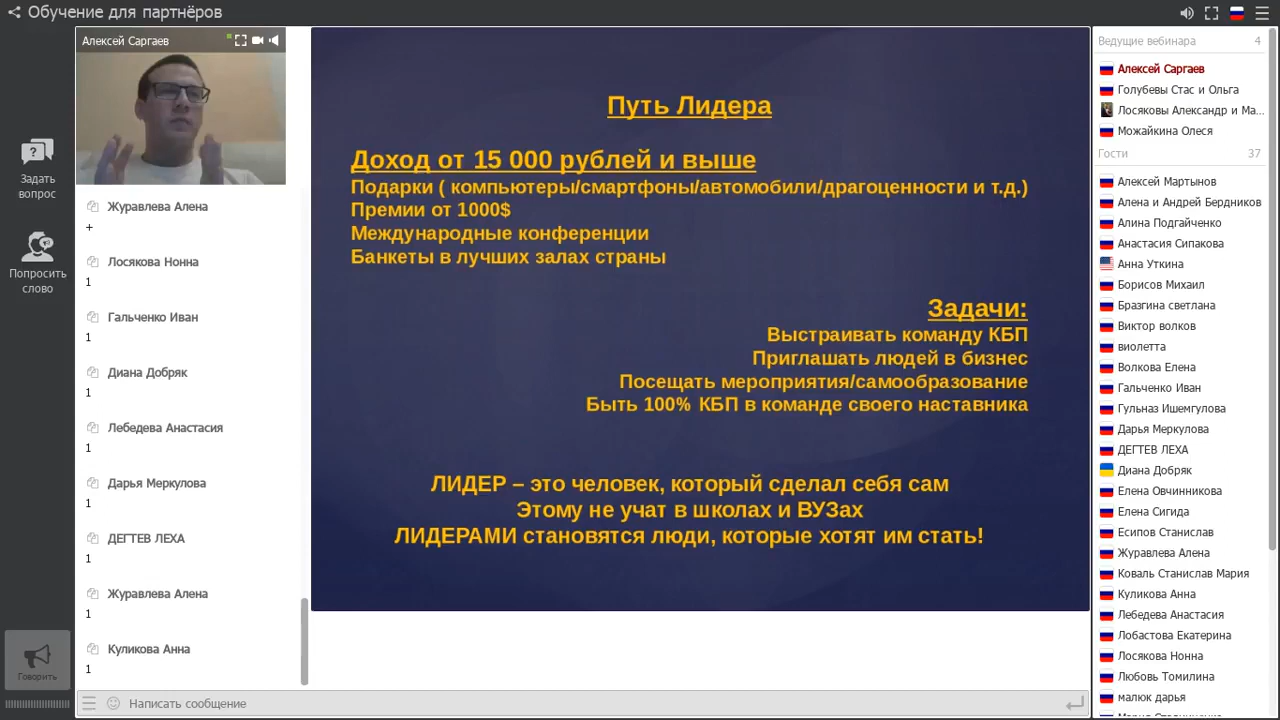 Обучение для партнёров
Алексей Саргаев
Задать
вопрос
Попросить
слово
Говорить
Журавлева Алена
+
Лосякова Нонна
1
Гальченко Иван
1
Диана Добряк
1
Лебедева Анастасия
1
Дарья Меркулова
1
ДЕГТЕВ ЛЕХА
1
Журавлева Алена
1
Куликова Анна
1
Написать сообщение
Путь Лидера
Доход от 15 000 рублей и выше
Подарки ( компьютеры/смартфоны/автомобили/драгоценности и т.д.)
Премии от 1000$
Международные конференции
Банкеты в лучших залах страны
Задачи:
Выстраивать команду КБП
Приглашать людей в бизнес
Посещать мероприятия/самообразование
Быть 100% КБП в команде своего наставника
ЛИДЕР – это человек, который сделал себя сам
Этому не учат в школах и ВУЗах
ЛИДЕРАМИ становятся люди, которые хотят им стать!
Ведущие вебинара 4
Алексей Саргаев
Голубевы Стас и Ольга
Лосяковы Александр и Ма...
Можайкина Олеся
Гости 37
Алексей Мартынов
Алена и Андрей Бердников
Алина Подгайченко
Анастасия Сипакова
Анна Уткина
Борисов Михаил
Бразгина светлана
Виктор волков
виолетта
Волкова Елена
Гальченко Иван
Гульназ Ишемгулова
Дарья Меркулова
ДЕГТЕВ ЛЕХА
Диана Добряк
Елена Овчинникова
Елена Сигида
Есипов Станислав
Журавлева Алена
Коваль Станислав Мария
Куликова Анна
Лебедева Анастасия
Лобастова Екатерина
Лосякова Нонна
Любовь Томилина
малюк дарья